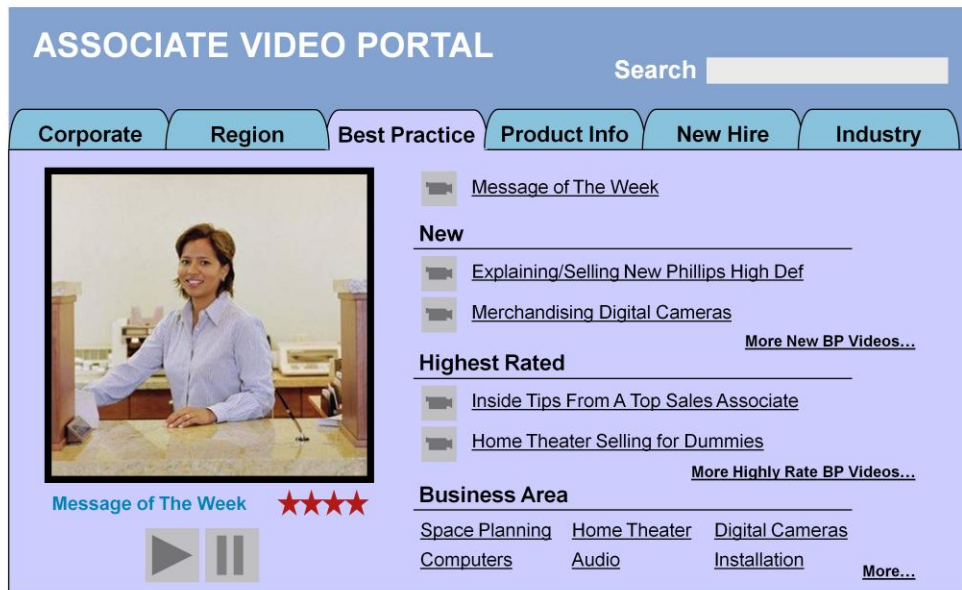 ASSOCIATE VIDEO PORTAL
Search
Corporate Region Best Practice Product Info New Hire Industry
Message of The Week
New
Explaining/Selling New Phillips High Def
Merchandising Digital Cameras
More New BP Videos...
Highest Rated
Inside Tips From A Top Sales Associate
Home Theater Selling for Dummies
More Highly Rate BP Videos...
Message of The Week
Business Area
Space Planning Home Theater Digital Cameras
Computers Audio Installation
More...